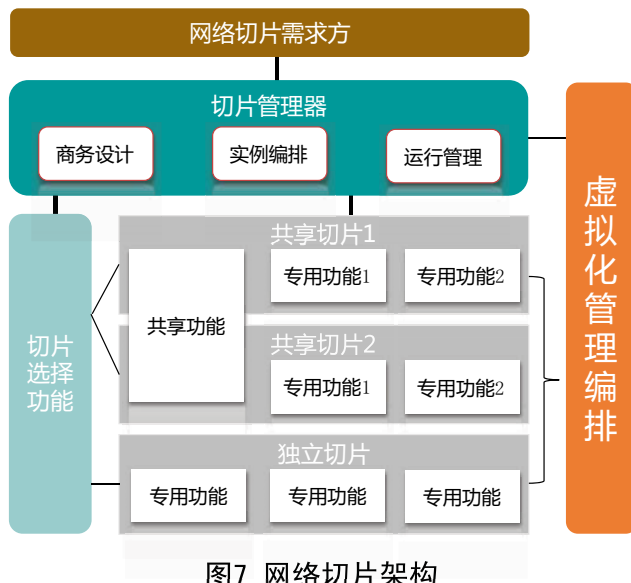 网络切片需求方
切片管理器
商务设计
实例编排
运行管理
虚拟化管理编排
切片
选择
功能
共享切片1
共享功能
专用功能1
专用功能2
共享切片2
专用功能1
专用功能2
独立切片
专用功能
专用功能
专用功能
图7 网络切片架构